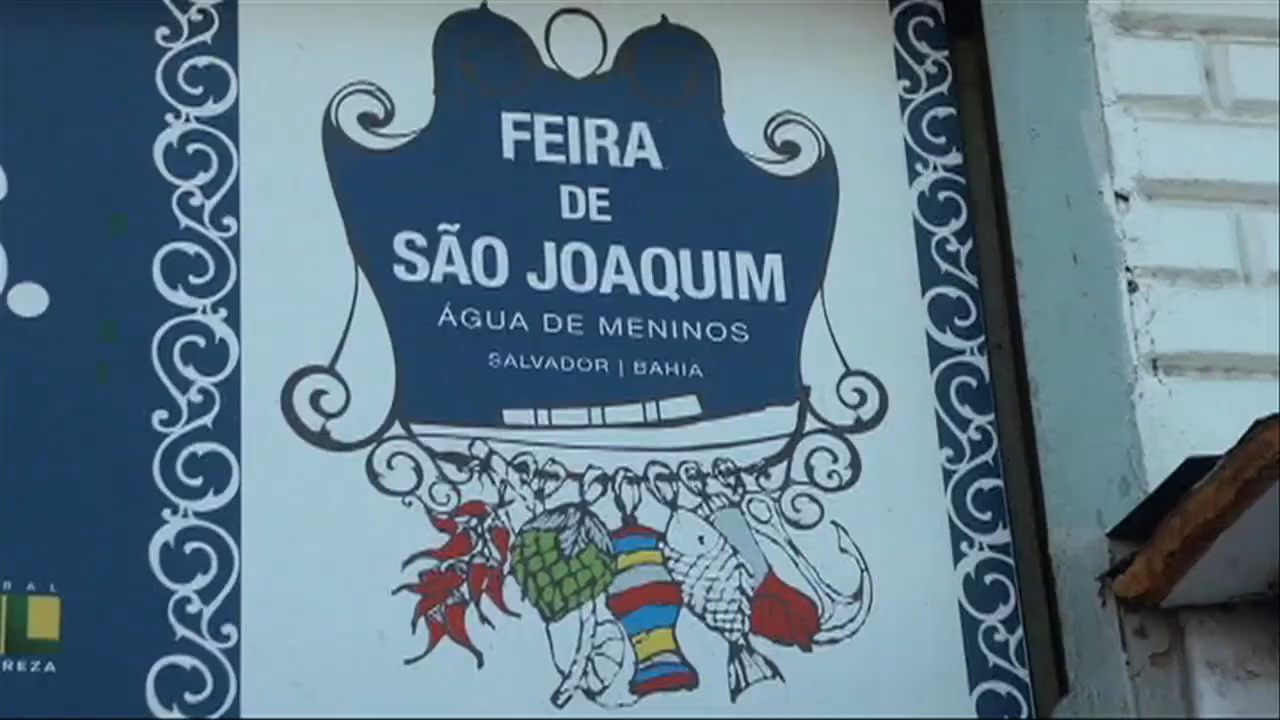 FEIRA
DE
SÃO JOAQUIM
ÁGUA DE MENINOS
SALVADOR | BAHIA